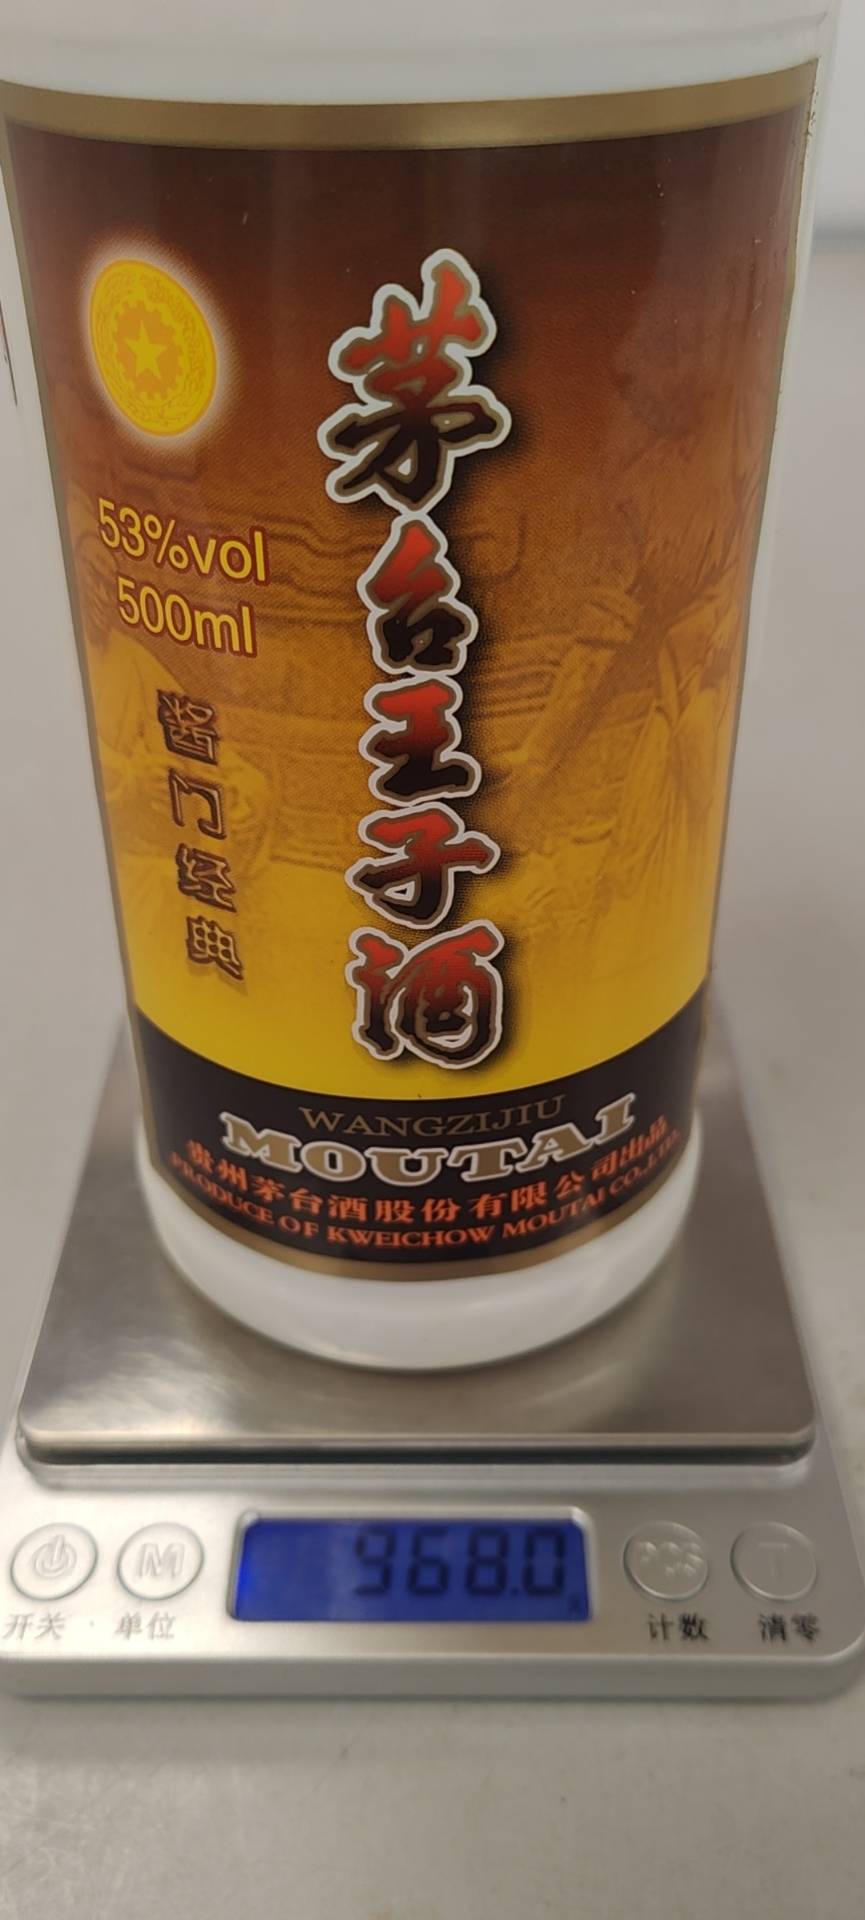 53%vol
500ml
酱门经典
茅台王子酒
WANGZIJIU
MOUTAI
贵州茅台酒股份有限公司出品
PRODUCE OF KWEICHOW MOUTAI CO.,LTD.
968.0
M
PCS
T
开关
单位
计数
清零